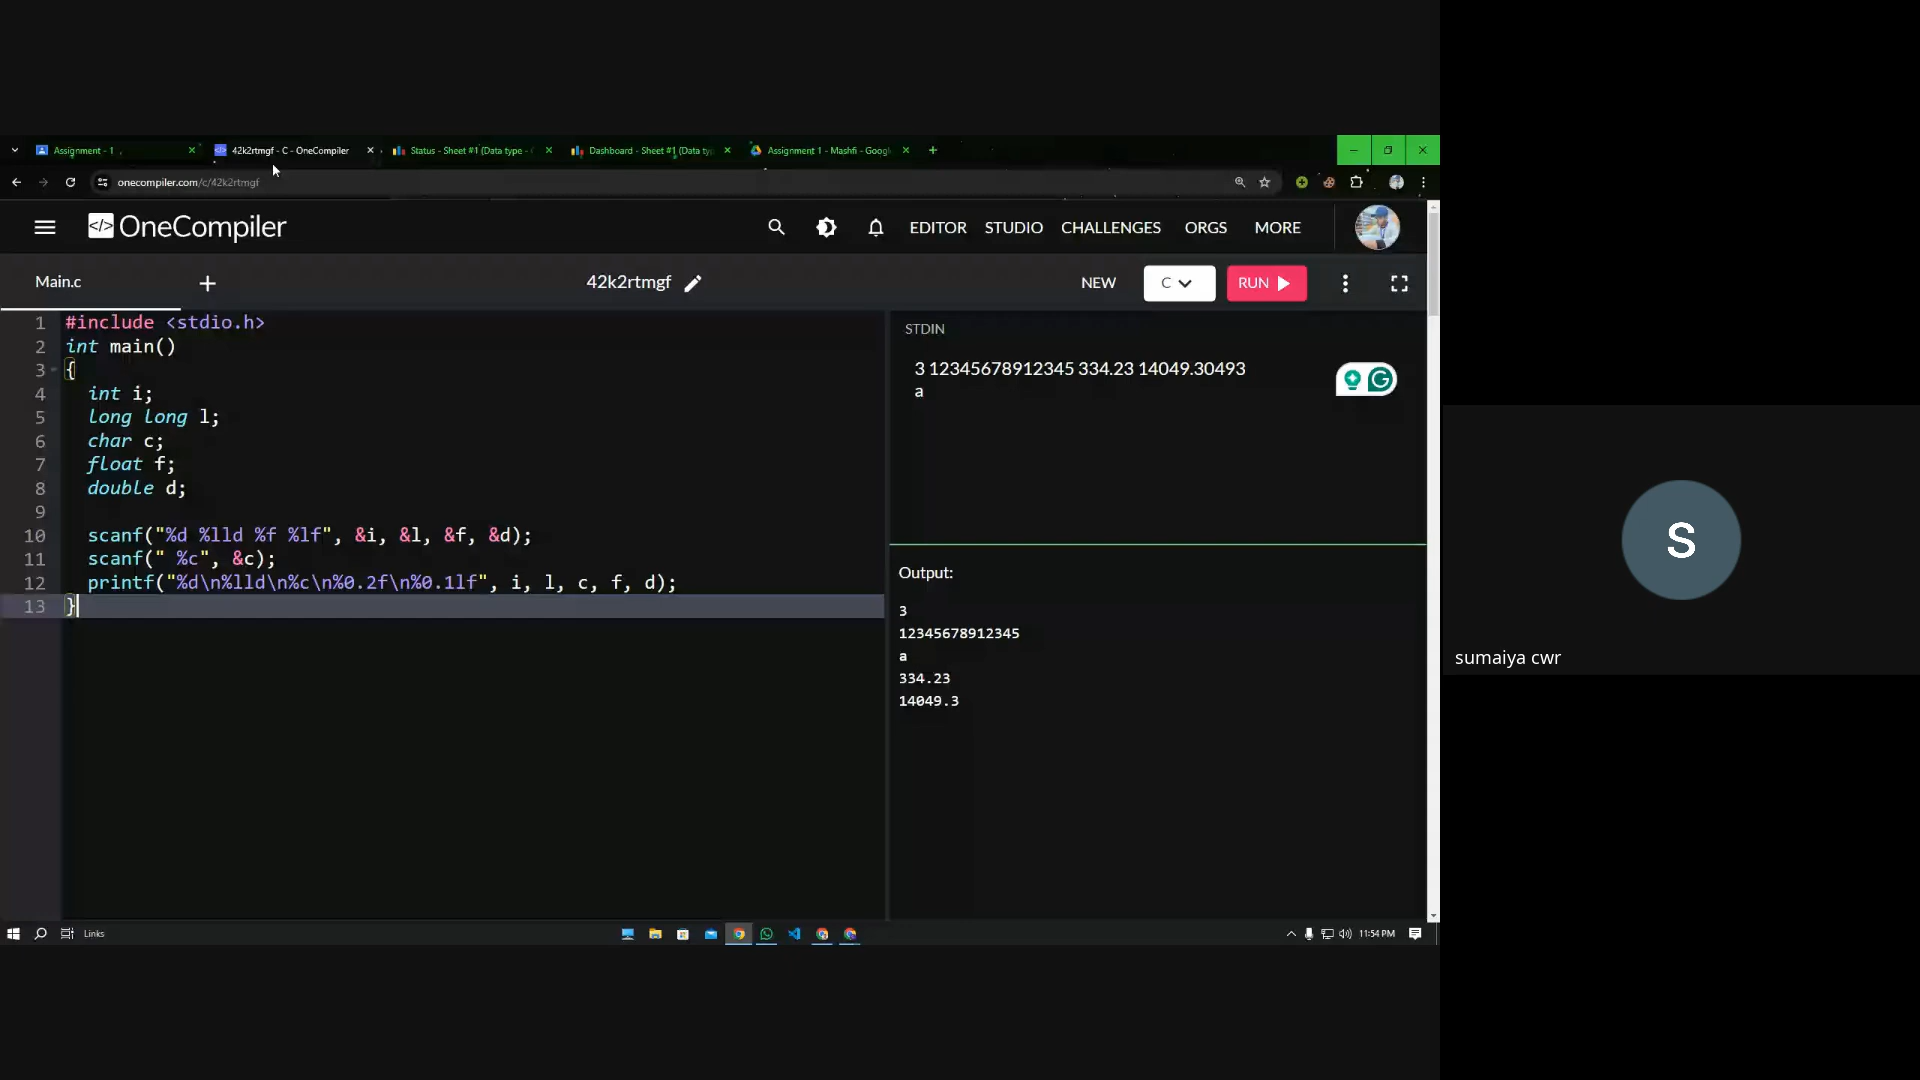 Assignment - 1
42k2rtmgf - C - OneCompiler
Status - Sheet #1 (Data type -
Dashboard - Sheet #1 (Data ty
Assignment 1 - Mashfi - Googl
onecompiler.com/c/42k2rtmgf
</> OneCompiler
EDITOR STUDIO CHALLENGES ORGS MORE
Main.c
42k2rtmgf
NEW
C
RUN
1 #include <stdio.h>
2 int main()
3 {
4 int i;
5 long long l;
6 char c;
7 float f;
8 double d;
9
10 scanf("%d %lld %f %lf", &i, &l, &f, &d);
11 scanf(" %c", &c);
12 printf("%d\n%lld\n%c\n%0.2f\n%0.1lf", i, l, c, f, d);
13 }
STDIN
3 12345678912345 334.23 14049.30493
a
Output:
3
12345678912345
a
334.23
14049.3
S
sumaiya cwr
Links
11:54 PM